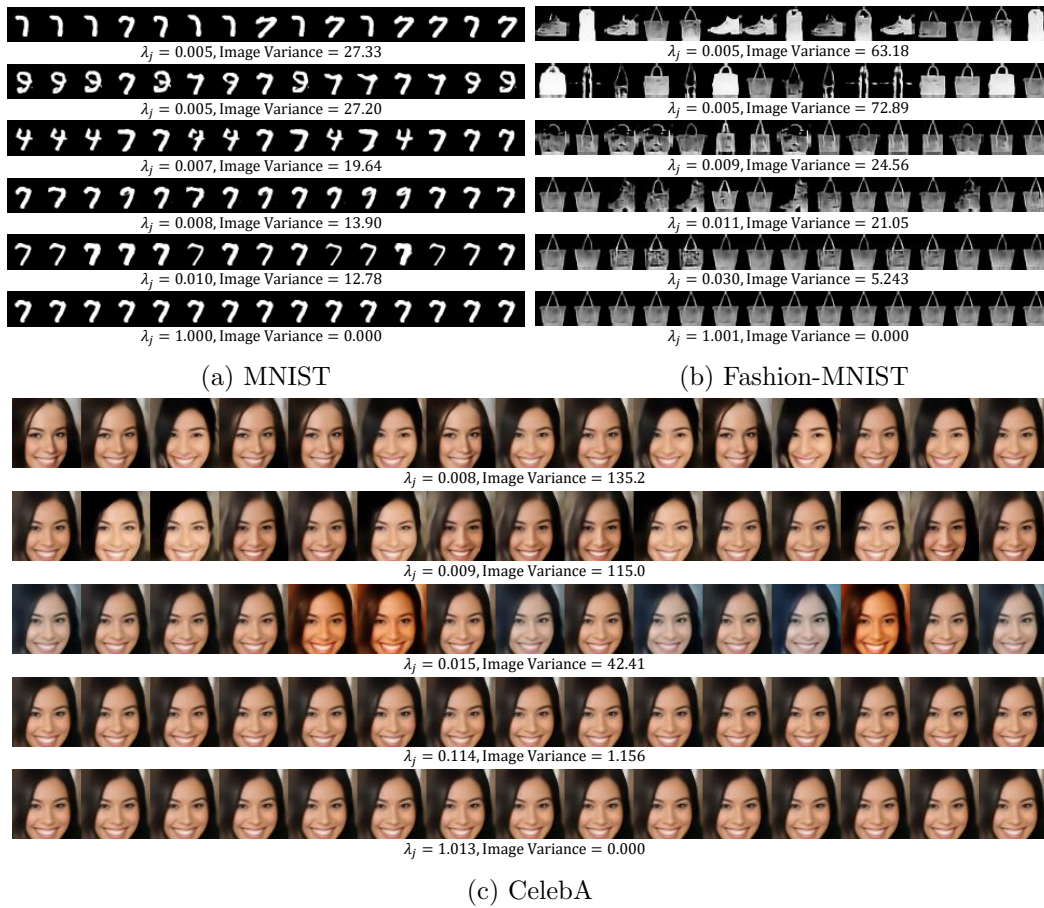 λ_j = 0.005, Image Variance = 27.33
λ_j = 0.005, Image Variance = 27.20
λ_j = 0.007, Image Variance = 19.64
λ_j = 0.008, Image Variance = 13.90
λ_j = 0.010, Image Variance = 12.78
λ_j = 1.000, Image Variance = 0.000
(a) MNIST
λ_j = 0.005, Image Variance = 63.18
λ_j = 0.005, Image Variance = 72.89
λ_j = 0.009, Image Variance = 24.56
λ_j = 0.011, Image Variance = 21.05
λ_j = 0.030, Image Variance = 5.243
λ_j = 1.001, Image Variance = 0.000
(b) Fashion-MNIST
λ_j = 0.008, Image Variance = 135.2
λ_j = 0.009, Image Variance = 115.0
λ_j = 0.015, Image Variance = 42.41
λ_j = 0.114, Image Variance = 1.156
λ_j = 1.013, Image Variance = 0.000
(c) CelebA